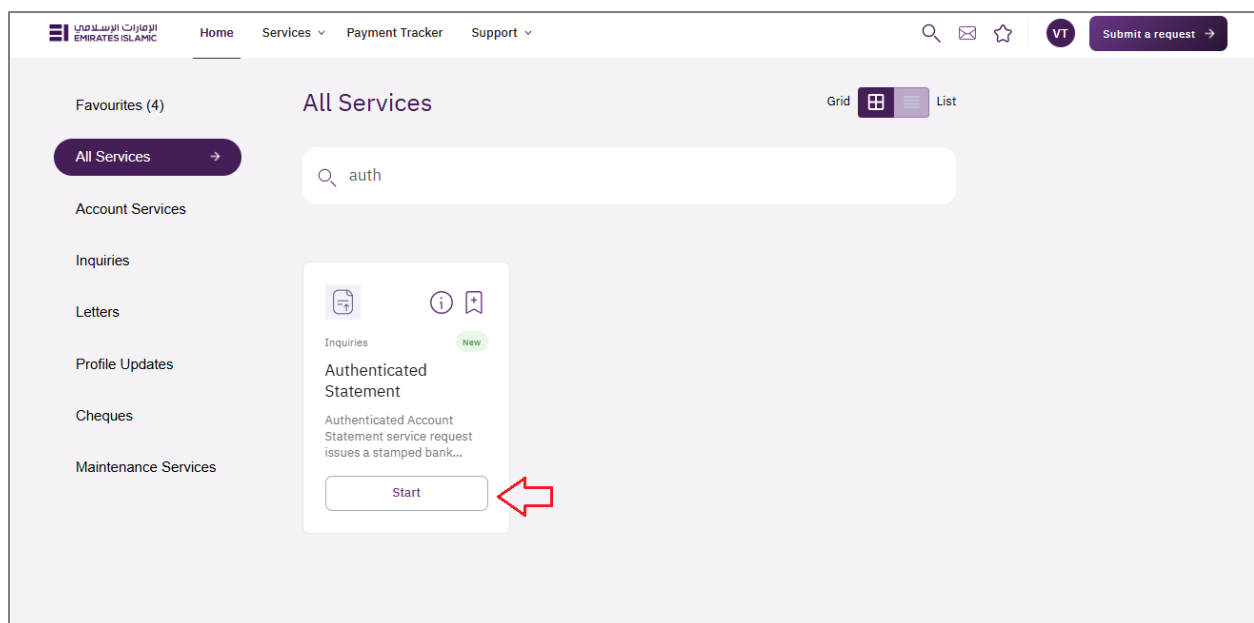 الإمارات الإسلامي
EMIRATES ISLAMIC
Home
Services
Payment Tracker
Support
VT
Submit a request
Favourites (4)
All Services
Account Services
Inquiries
Letters
Profile Updates
Cheques
Maintenance Services
All Services
Grid
List
auth
Inquiries
New
Authenticated
Statement
Authenticated Account
Statement service request
issues a stamped bank...
Start